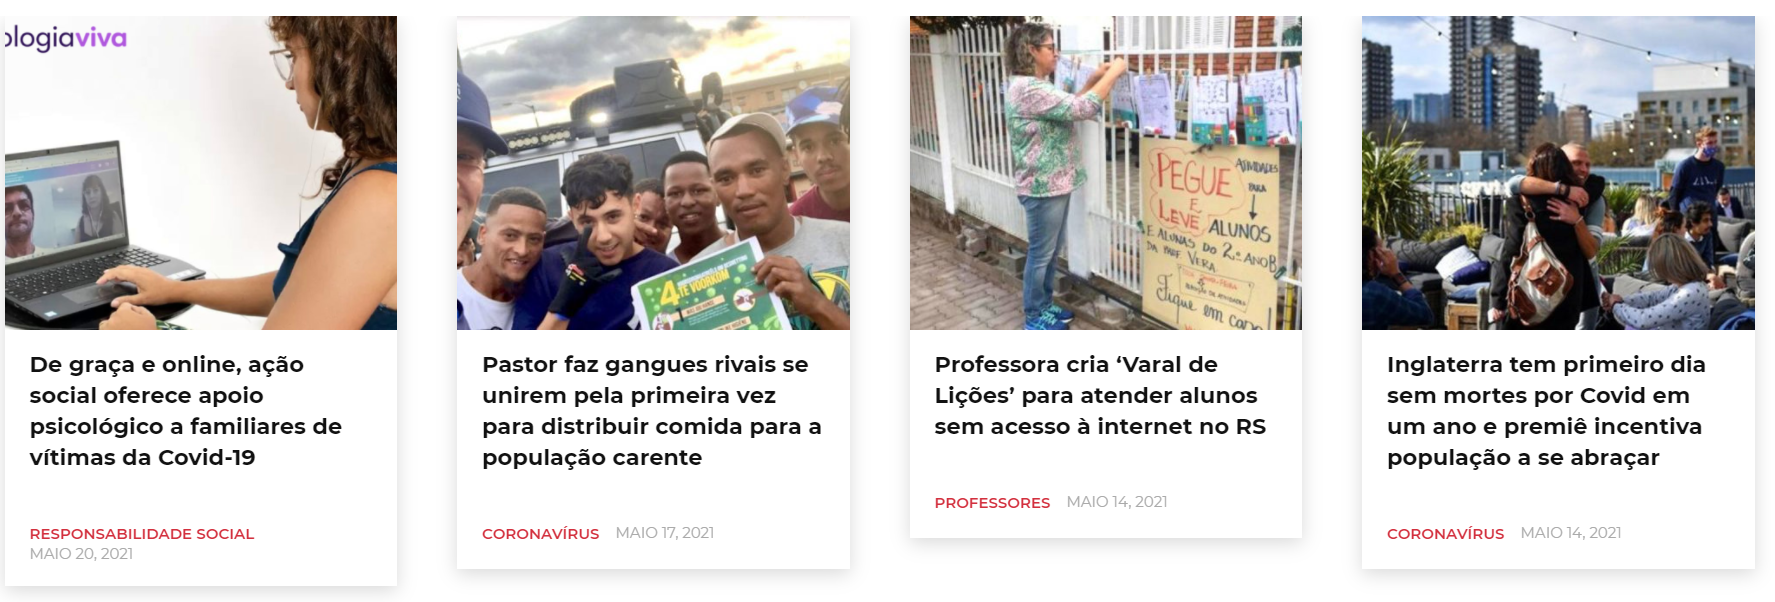 ologiaviva
De graça e online, ação
social oferece apoio
psicológico a familiares de
vítimas da Covid-19
RESPONSABILIDADE SOCIAL
MAIO 20, 2021
4
TE VOORKOM
Pastor faz gangues rivais se
unirem pela primeira vez
para distribuir comida para a
população carente
CORONAVÍRUS MAIO 17, 2021
PEGUE
E
LEVE
ATIVIDADES
PARA
ALUNOS
E ALUNAS DO 2º ANO B
DA PROFª VERA
Fique em casa
Professora cria ‘Varal de
Lições’ para atender alunos
sem acesso à internet no RS
PROFESSORES MAIO 14, 2021
Inglaterra tem primeiro dia
sem mortes por Covid em
um ano e premiê incentiva
população a se abraçar
CORONAVÍRUS MAIO 14, 2021